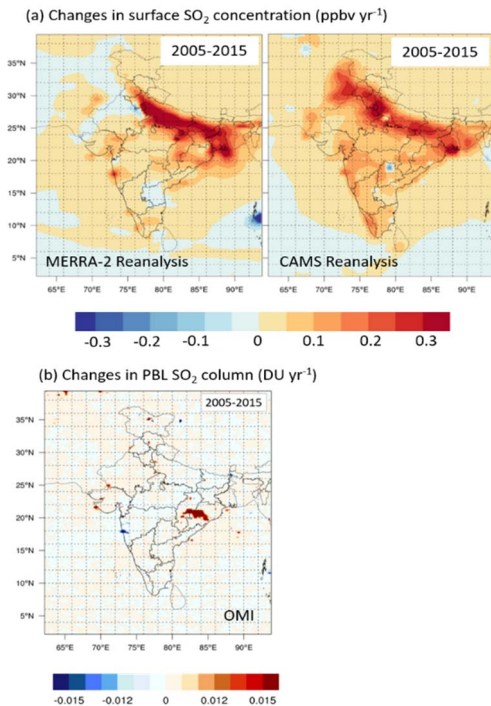 (a) Changes in surface SO₂ concentration (ppbv yr⁻¹)
2005-2015
2005-2015
35°N
30°N
25°N
20°N
15°N
10°N
5°N
MERRA-2 Reanalysis
CAMS Reanalysis
65°E 70°E 75°E 80°E 85°E 90°E
65°E 70°E 75°E 80°E 85°E 90°E
-0.3 -0.2 -0.1 0 0.1 0.2 0.3
(b) Changes in PBL SO₂ column (DU yr⁻¹)
2005-2015
35°N
30°N
25°N
20°N
15°N
10°N
5°N
OMI
65°E 70°E 75°E 80°E 85°E 90°E
-0.015 -0.012 0 0.012 0.015